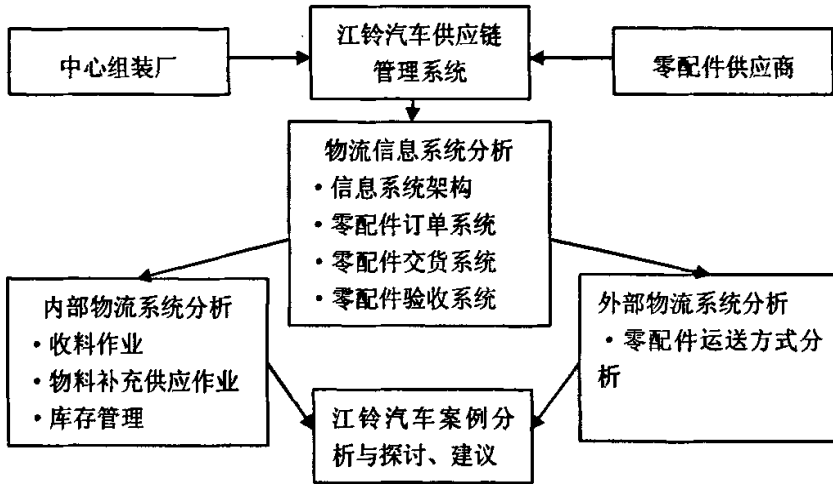 中心组装厂
江铃汽车供应链
管理系统
零配件供应商
物流信息系统分析
·信息系统架构
·零配件订单系统
·零配件交货系统
·零配件验收系统
内部物流系统分析
·收料作业
·物料补充供应作业
·库存管理
外部物流系统分析
·零配件运送方式分
析
江铃汽车案例分
析与探讨、建议